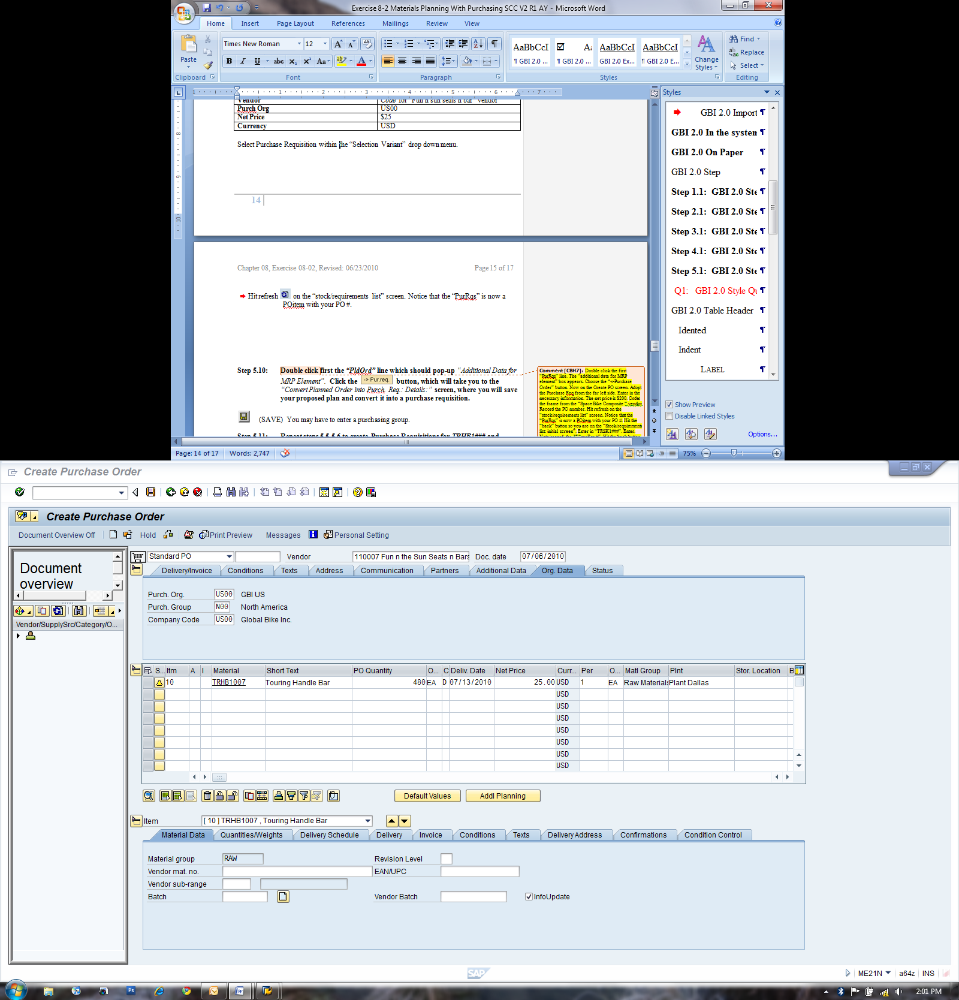 Exercise 8-2 Materials Planning With Purchasing SCC V2 R1 AY - Microsoft Word
Home Insert Page Layout References Mailings Review View
Times New Roman 12
AaBbCcI AaBbCcI AaBbCcI
Paste
¶ GBI 2.0 ... ¶ GBI 2.0 ... GBI 2.0 Ex... ¶ GBI 2.0 E...
Change Styles
Find
Replace
Select
Clipboard Font Paragraph Styles Editing
Vendor Code for "Fun n sun seats n bar" vendor
Purch Org US00
Net Price $25
Currency USD
Select Purchase Requisition within the “Selection Variant” drop down menu.
14
Chapter 08, Exercise 08-02, Revised: 06/23/2010 Page 15 of 17
Hit refresh on the “stock/requirements list” screen. Notice that the “PurRqs” is now a
POitem with your PO #.
Step 5.10: Double click first the “PldOrd” line which should pop-up “Additional Data for
MRP Element”. Click the -> Pur.req. button, which will take you to the
“Convert Planned Order into Purch. Req.: Details:” screen, where you will save
your proposed plan and convert it into a purchase requisition.
(SAVE) You may have to enter a purchasing group.
Step 5.11: Repeat steps 5.5-5.6 to create Purchase Requisitions for TRHB1### and
Comment [CBH7]: Double click the first
“PurRqs” line. The “additional data for MRP
element” box appears. Choose the “->Purchase
Order” button. Now on the Create PO screen. Adopt
the Purchase Req from the far left side. Enter in the
necessary information. The net price is $200. Order
the frame from the “Space Bike Composite” vendor.
Record the PO number. Hit refresh on the
“stock/requirements list” screen. Notice that the
“PurRqs” is now a POitem with your PO #. Hit the
“back” button so you are on the “Stock/requirements
list: initial screen”. Enter in “TRSK1###”. Enter.
Styles
GBI 2.0 Import ¶
GBI 2.0 In the system ¶
GBI 2.0 On Paper ¶
GBI 2.0 Step ¶
Step 1.1: GBI 2.0 Ste ¶
Step 2.1: GBI 2.0 Ste ¶
Step 3.1: GBI 2.0 Ste ¶
Step 4.1: GBI 2.0 Ste ¶
Step 5.1: GBI 2.0 Ste ¶
Q1: GBI 2.0 Style Qu ¶
GBI 2.0 Table Header ¶
Idented ¶
Indent ¶
LABEL ¶
Show Preview
Disable Linked Styles
Options...
Page: 14 of 17 Words: 2,747 75%
Create Purchase Order
Create Purchase Order
Document Overview Off Hold Print Preview Messages Personal Setting
Document
overview
Vendor/SupplySrc/Category/O...
Standard PO Vendor 110007 Fun n the Sun Seats n Bars Doc. date 07/06/2010
Delivery/Invoice Conditions Texts Address Communication Partners Additional Data Org. Data Status
Purch. Org. US00 GBI US
Purch. Group N00 North America
Company Code US00 Global Bike Inc.
S... Itm A I Material Short Text PO Quantity O... C Deliv. Date Net Price Curr... Per O... Matl Group Plnt Stor. Location B
10 TRHB1007 Touring Handle Bar 480 EA D 07/13/2010 25.00 USD 1 EA Raw Materials Plant Dallas
USD
USD
USD
USD
USD
USD
USD
Default Values Addl Planning
Item [ 10 ] TRHB1007 , Touring Handle Bar
Material Data Quantities/Weights Delivery Schedule Delivery Invoice Conditions Texts Delivery Address Confirmations Condition Control
Material group RAW Revision Level
Vendor mat. no. EAN/UPC
Vendor sub-range
Batch Vendor Batch InfoUpdate
SAP
ME21N a64z INS
2:01 PM